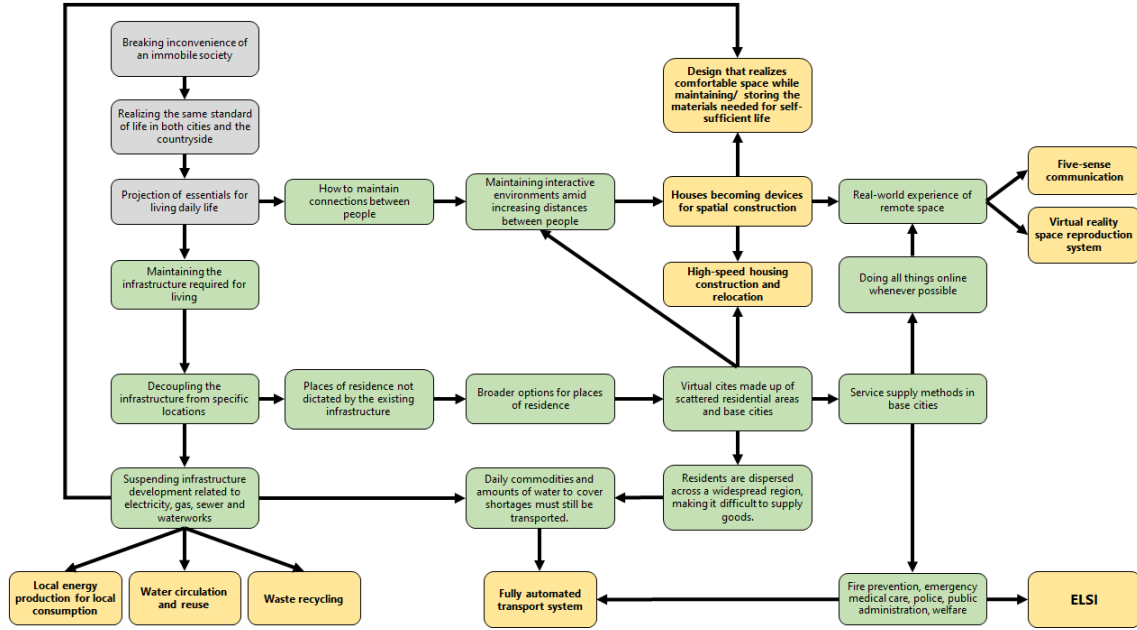 Breaking inconvenience of
an immobile society
Design that realizes
comfortable space while
maintaining/ storing the
materials needed for self-
sufficient life
Realizing the same standard
of life in both cities and the
countryside
Projection of essentials for
living daily life
How to maintain
connections between
people
Maintaining interactive
environments amid
increasing distances
between people
Houses becoming devices
for spatial construction
Real-world experience of
remote space
Five-sense
communication
Virtual reality
space reproduction
system
Maintaining the
infrastructure required for
living
High-speed housing
construction and
relocation
Doing all things online
whenever possible
Decoupling the
infrastructure from specific
locations
Places of residence not
dictated by the existing
infrastructure
Broader options for places
of residence
Virtual cites made up of
scattered residential areas
and base cities
Service supply methods in
base cities
Suspending infrastructure
development related to
electricity, gas, sewer and
waterworks
Daily commodities and
amounts of water to cover
shortages must still be
transported.
Residents are dispersed
across a widespread region,
making it difficult to supply
goods.
Local energy
production for local
consumption
Water circulation
and reuse
Waste recycling
Fully automated
transport system
Fire prevention, emergency
medical care, police, public
administration, welfare
ELSI